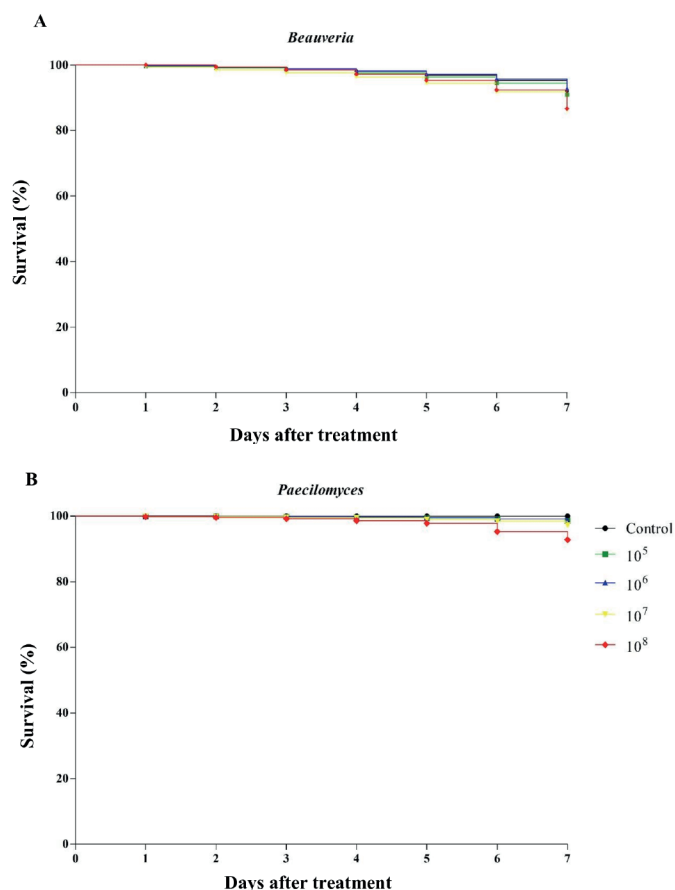 A
Beauveria
100
80
60
40
20
0
Survival (%)
0 1 2 3 4 5 6 7
Days after treatment
B
Paecilomyces
100
80
60
40
20
0
Survival (%)
0 1 2 3 4 5 6 7
Days after treatment
Control
10⁵
10⁶
10⁷
10⁸